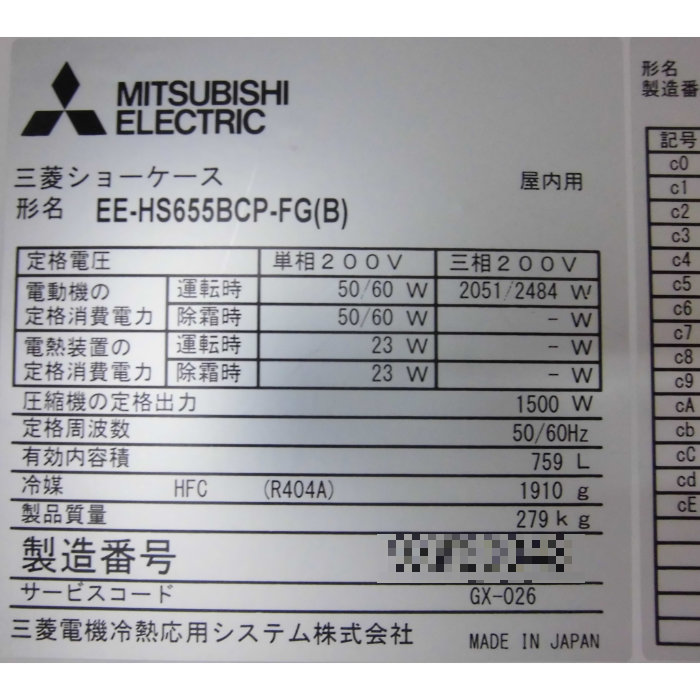 MITSUBISHI
ELECTRIC
三菱ショーケース 屋内用
形名 EE-HS655BCP-FG(B)
定格電圧 単相200V 三相200V
電動機の 運転時 50/60 W 2051/2484 W
定格消費電力 除霜時 50/60 W - W
電熱装置の 運転時 23 W - W
定格消費電力 除霜時 23 W - W
圧縮機の定格出力 1500 W
定格周波数 50/60Hz
有効内容積 759 L
冷媒 HFC (R404A) 1910 g
製品質量 279kg
製造番号
サービスコード GX-026
三菱電機冷熱応用システム株式会社 MADE IN JAPAN
形名
製造番
記号
c0
c1
c2
c3
c4
c5
c6
c7
c8
c9
cA
cb
cC
cd
cE